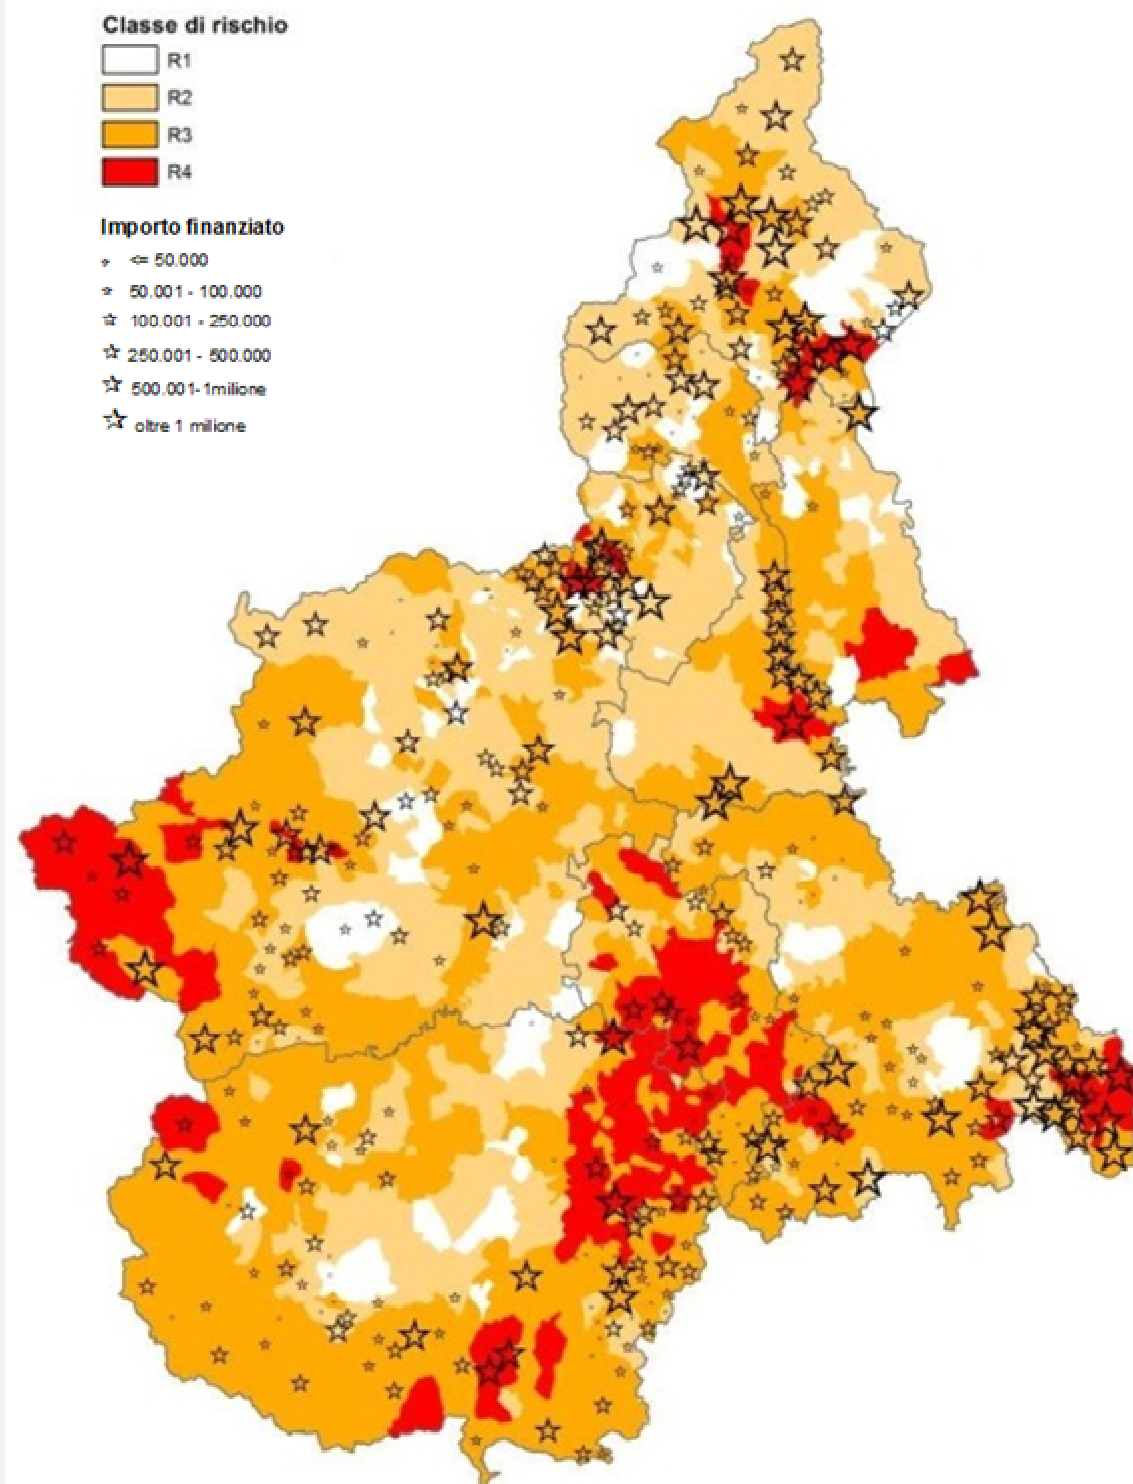 Classe di rischio
R1
R2
R3
R4
Importo finanziato
<= 50.000
50.001 - 100.000
100.001 - 250.000
250.001 - 500.000
500.001-1milione
oltre 1 milione